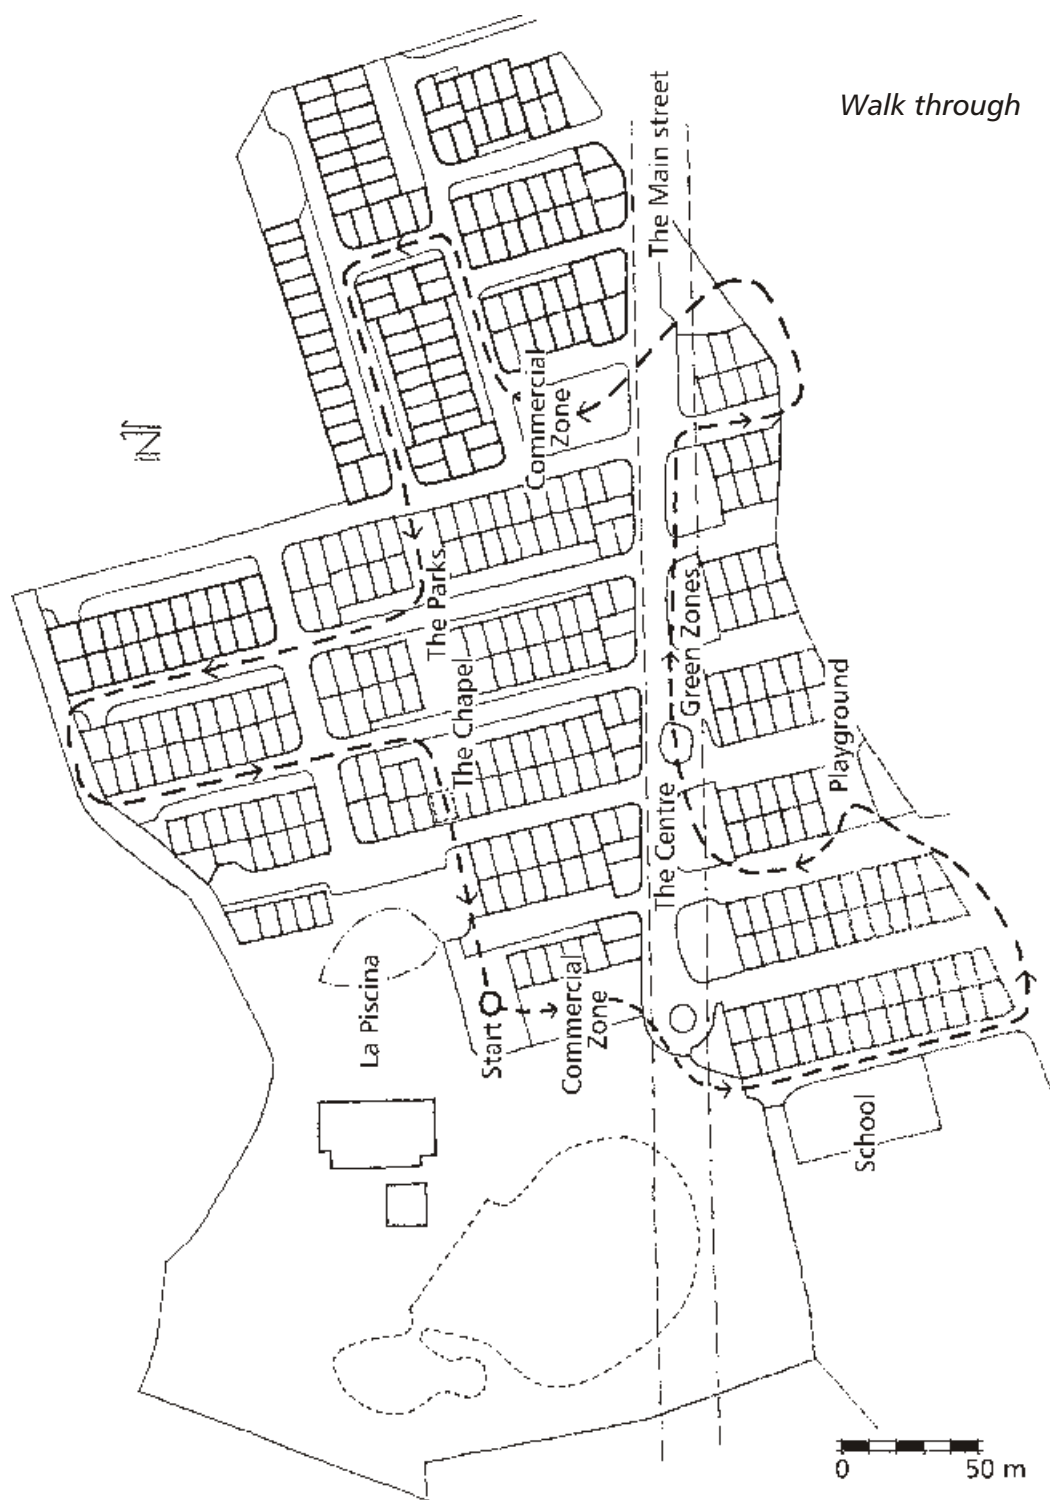 Walk through
The Main street
Commercial
Zone
The Parks
The Chapel
Green Zones
Playground
The Centre
La Piscina
Start
Commercial
Zone
School
N
0 50 m